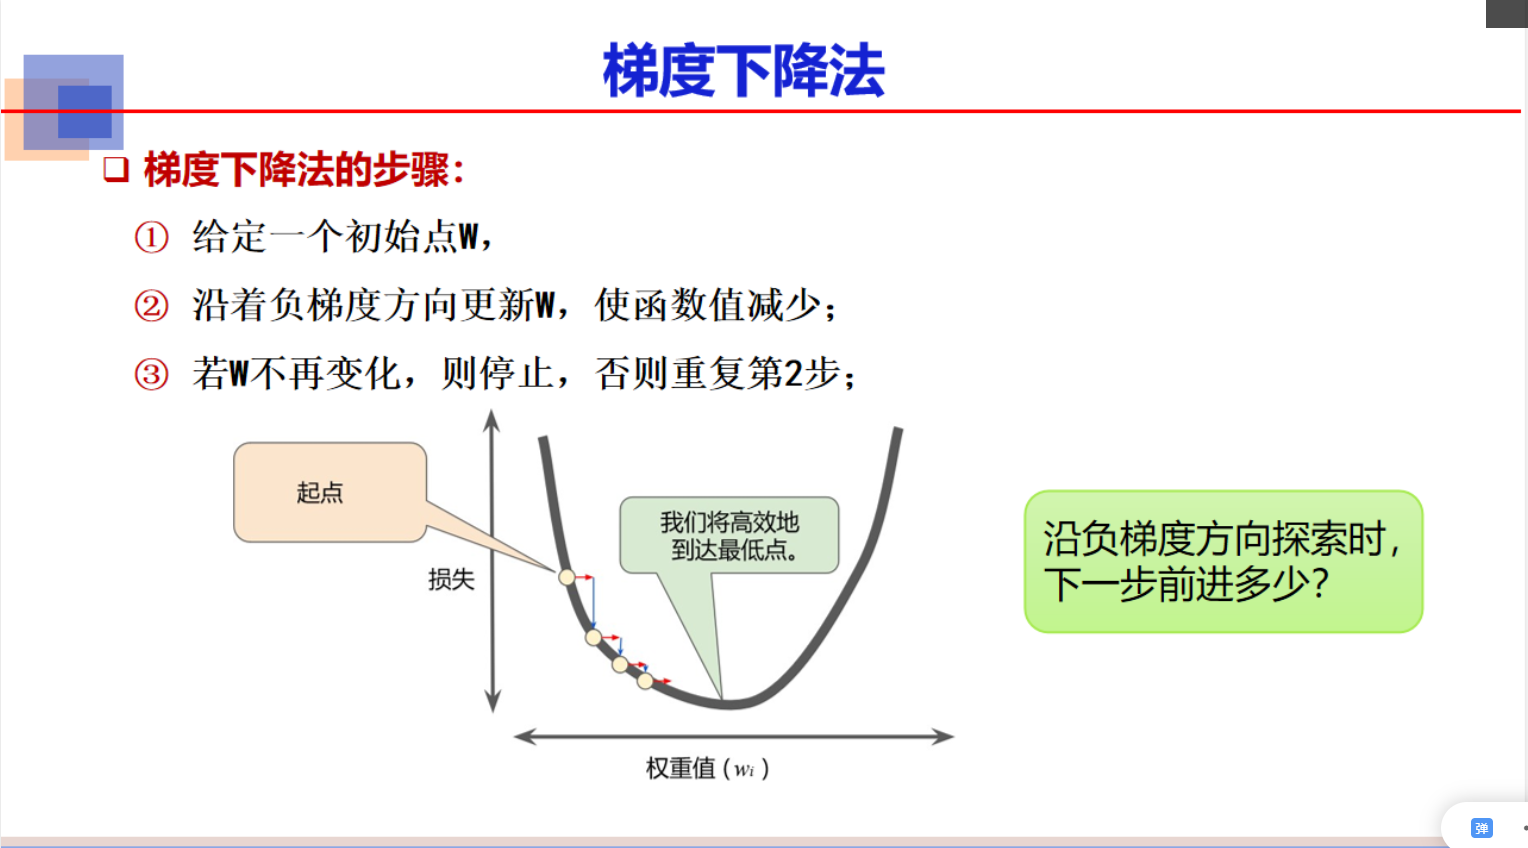 梯度下降法
❑ 梯度下降法的步骤：
① 给定一个初始点W，
② 沿着负梯度方向更新W，使函数值减少；
③ 若W不再变化，则停止，否则重复第2步；
起点
我们将高效地
到达最低点。
损失
沿负梯度方向探索时，
下一步前进多少？
权重值 (wi)
弹